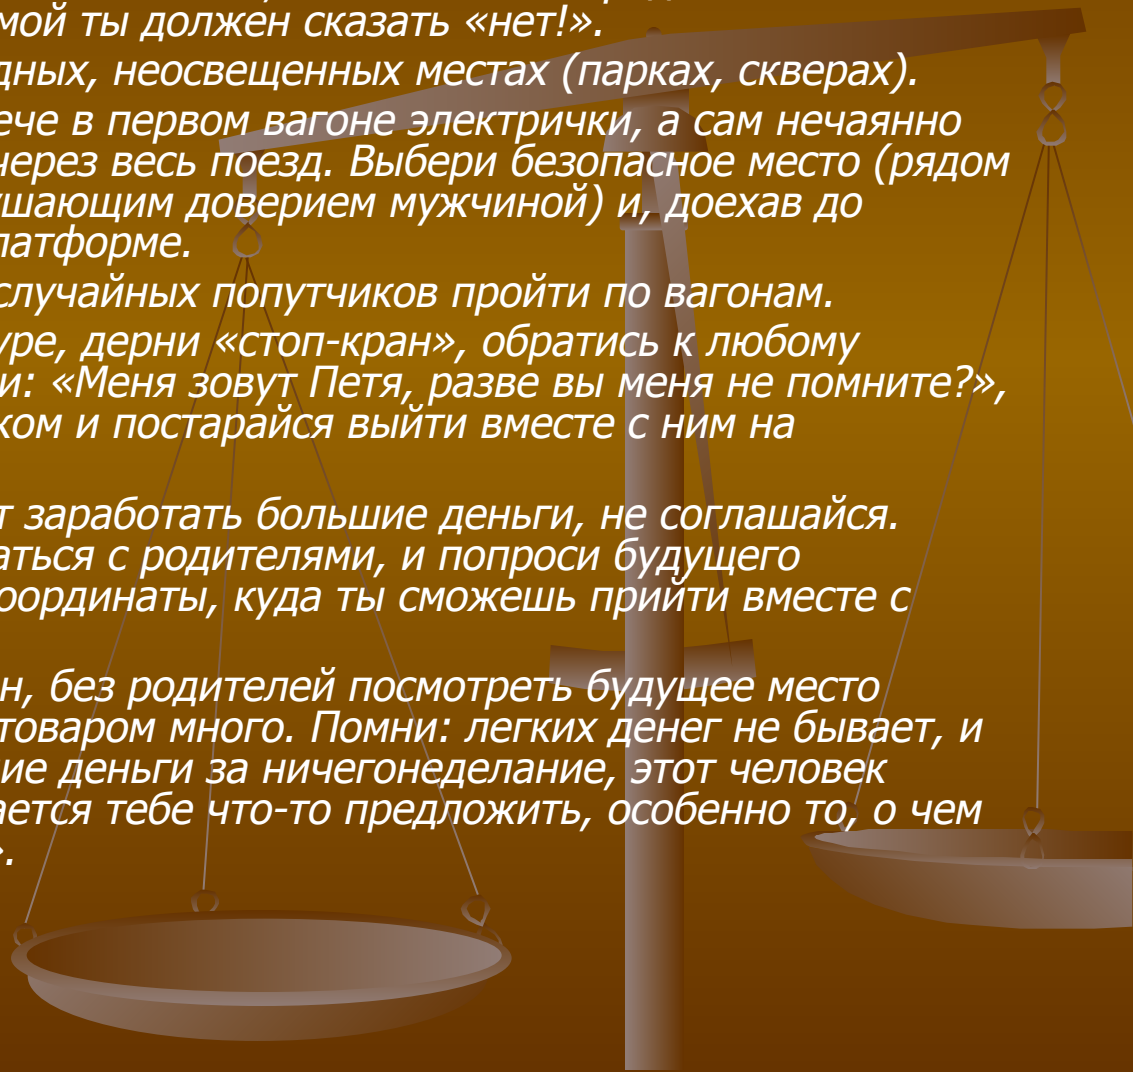 мой ты должен сказать «нет!».
дных, неосвещенных местах (парках, скверах).
ече в первом вагоне электрички, а сам нечаянно
через весь поезд. Выбери безопасное место (рядом
ушающим доверием мужчиной) и, доехав до
латформе.
случайных попутчиков пройти по вагонам.
уре, дерни «стоп-кран», обратись к любому
и: «Меня зовут Петя, разве вы меня не помните?»,
ком и постарайся выйти вместе с ним на
т заработать большие деньги, не соглашайся.
аться с родителями, и попроси будущего
оординаты, куда ты сможешь прийти вместе с
н, без родителей посмотреть будущее место
товаром много. Помни: легких денег не бывает, и
ие деньги за ничегонеделание, этот человек
ается тебе что-то предложить, особенно то, о чем
».